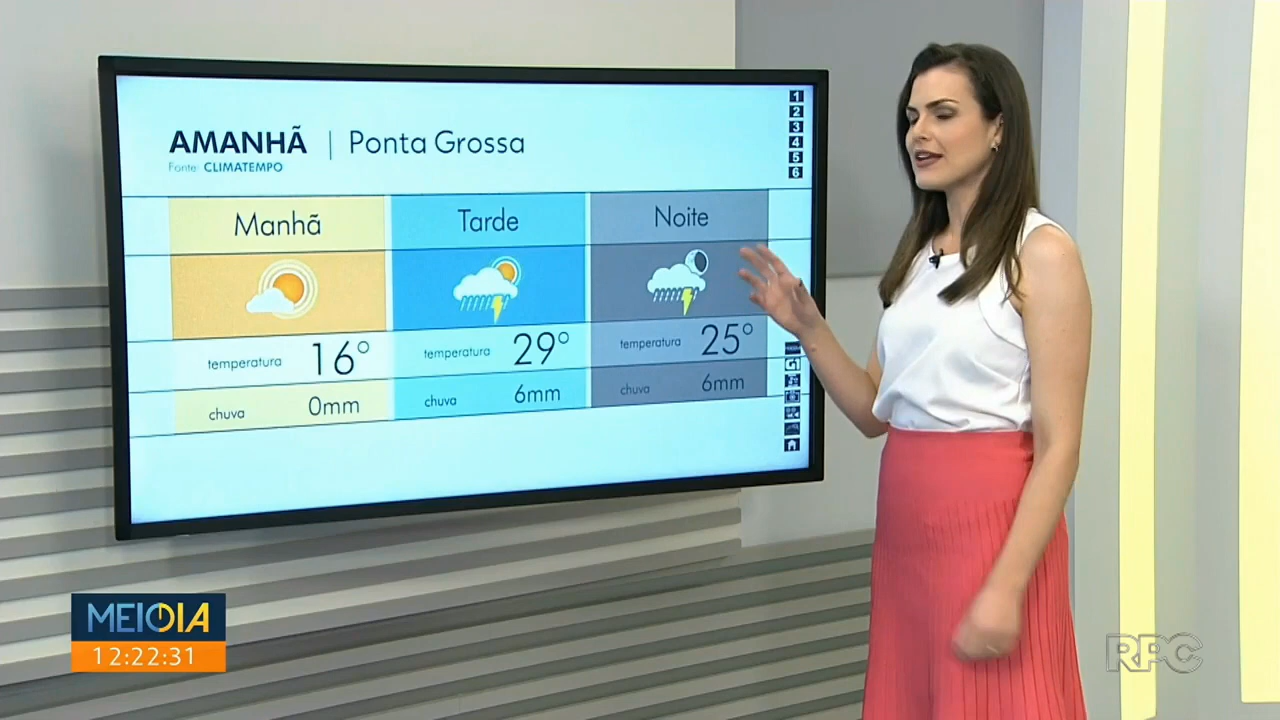 AMANHÃ | Ponta Grossa
Fonte: CLIMATEMPO
Manhã Tarde Noite
temperatura 16° temperatura 29° temperatura 25°
chuva 0mm chuva 6mm chuva 6mm
1
2
3
4
5
6
MEIODIA
12:22:31
RPC